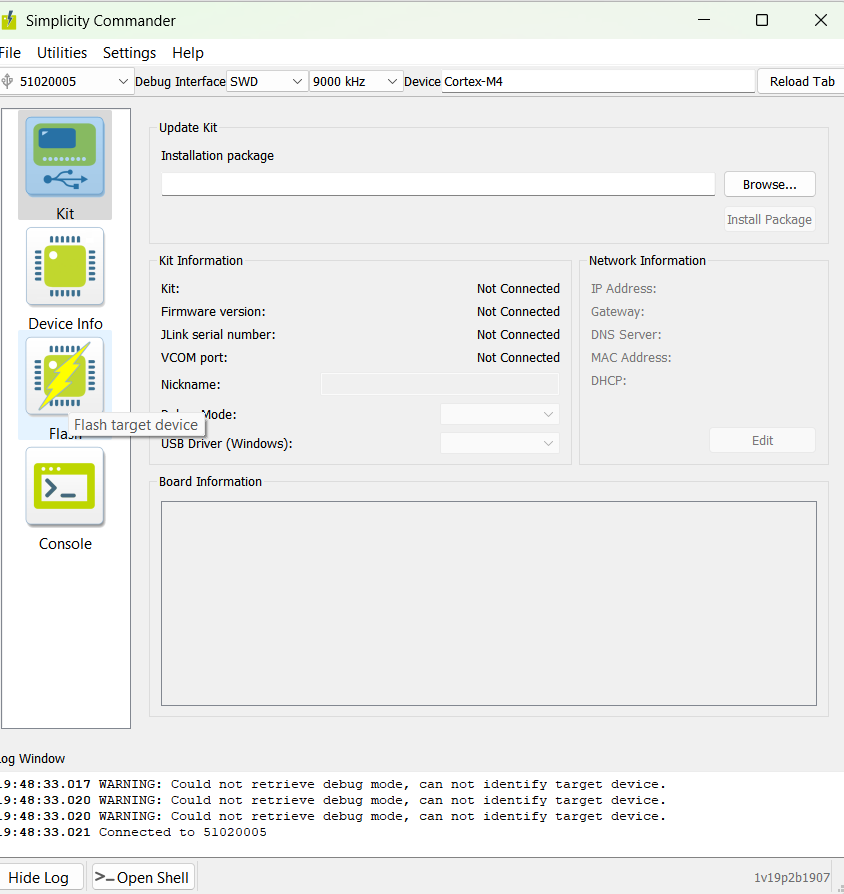 Simplicity Commander
File Utilities Settings Help
51020005 Debug Interface SWD 9000 kHz Device Cortex-M4 Reload Tab
Kit
Device Info
Flash
Flash target device
Console
Update Kit
Installation package
Browse...
Install Package
Kit Information
Kit: Not Connected
Firmware version: Not Connected
JLink serial number: Not Connected
VCOM port: Not Connected
Nickname:
Mode:
USB Driver (Windows):
Network Information
IP Address:
Gateway:
DNS Server:
MAC Address:
DHCP:
Edit
Board Information
Log Window
19:48:33.017 WARNING: Could not retrieve debug mode, can not identify target device.
19:48:33.020 WARNING: Could not retrieve debug mode, can not identify target device.
19:48:33.020 WARNING: Could not retrieve debug mode, can not identify target device.
19:48:33.021 Connected to 51020005
Hide Log >_ Open Shell 1v19p2b1907